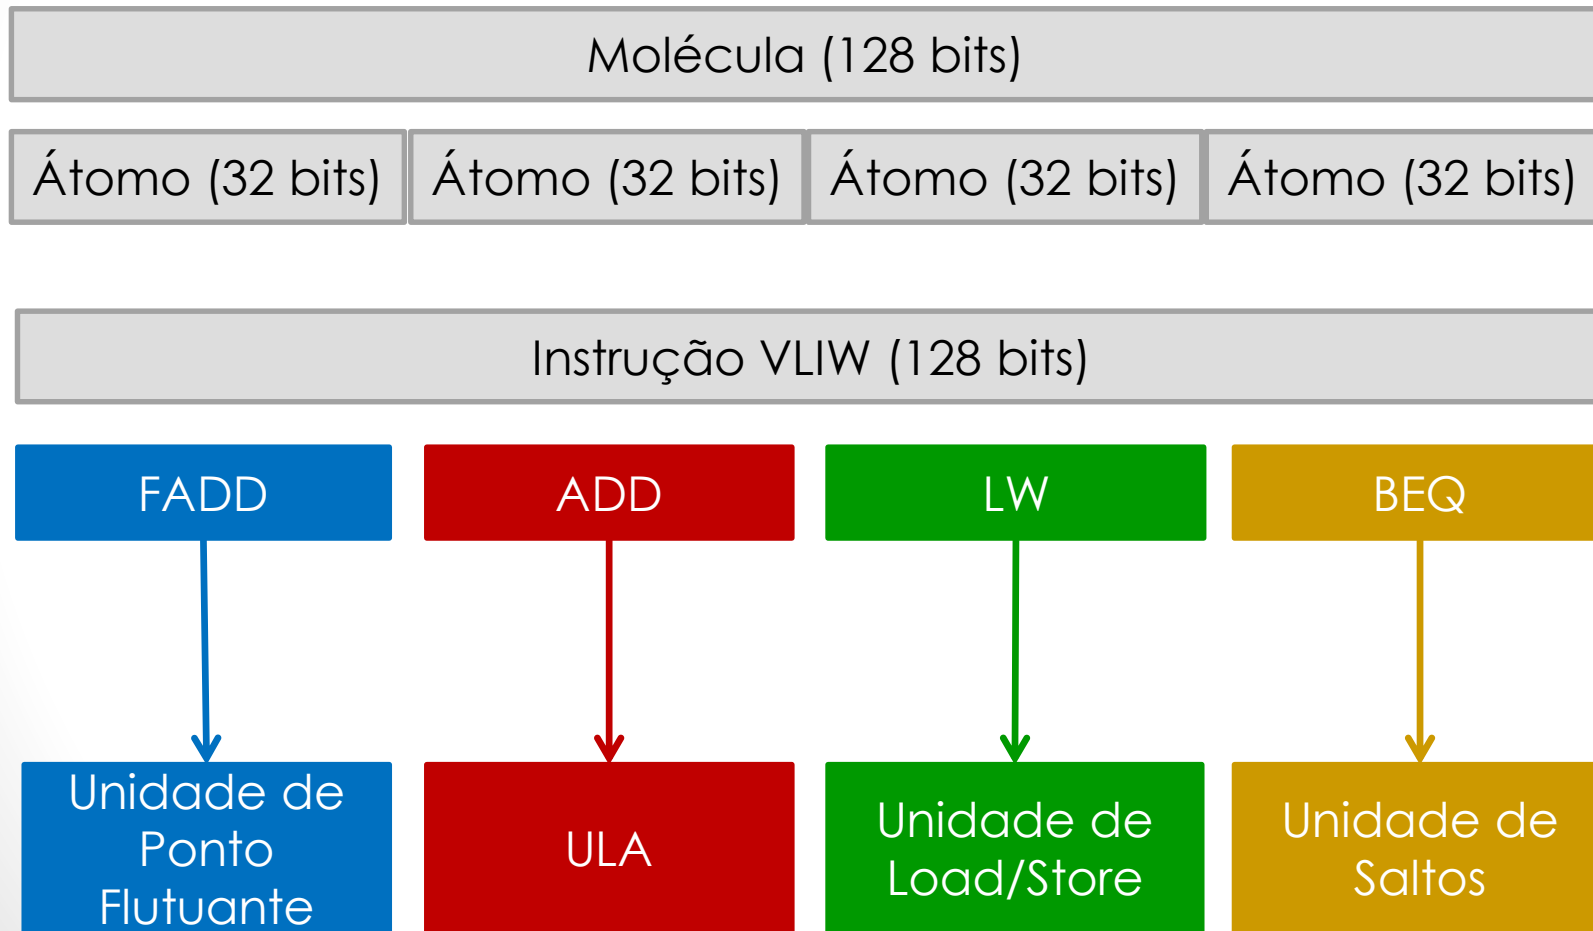 Molécula (128 bits)
Átomo (32 bits)
Átomo (32 bits)
Átomo (32 bits)
Átomo (32 bits)
Instrução VLIW (128 bits)
FADD
ADD
LW
BEQ
Unidade de
Ponto
Flutuante
ULA
Unidade de
Load/Store
Unidade de
Saltos